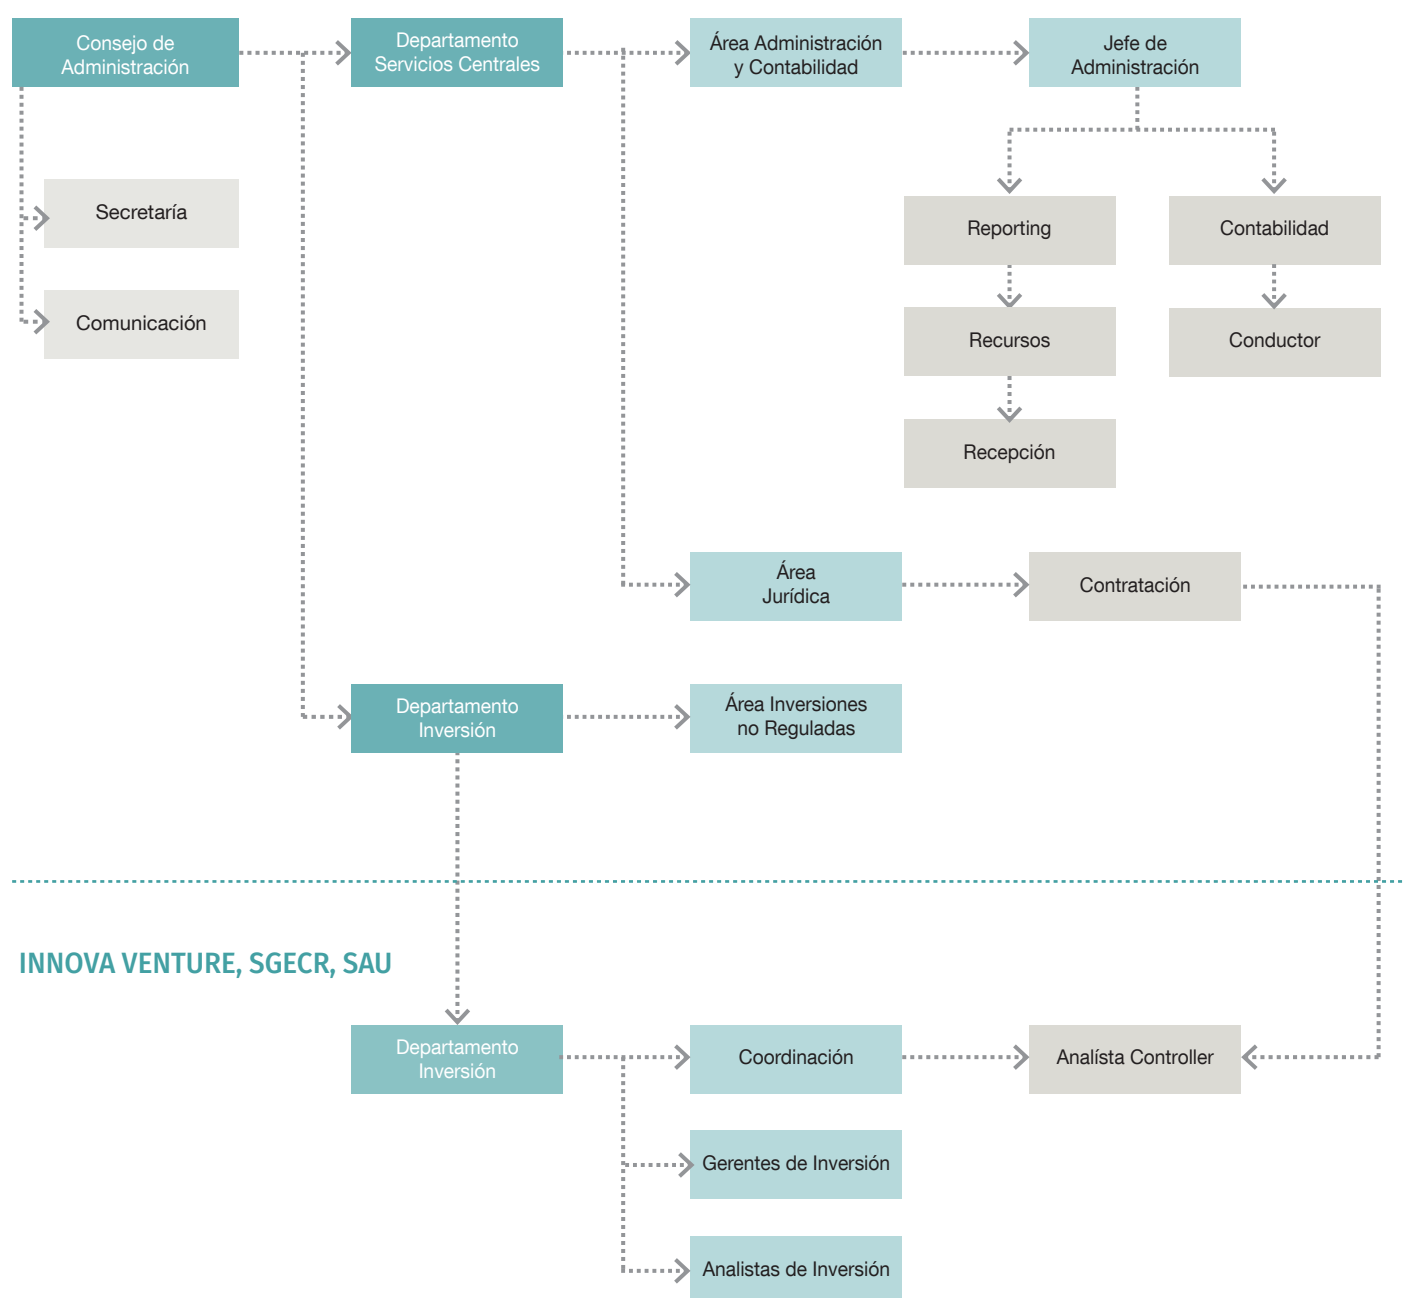 Consejo de
Administración
Departamento
Servicios Centrales
Área Administración
y Contabilidad
Jefe de
Administración
Secretaría
Comunicación
Reporting
Contabilidad
Recursos
Conductor
Recepción
Área
Jurídica
Contratación
Departamento
Inversión
Área Inversiones
no Reguladas
INNOVA VENTURE, SGECR, SAU
Departamento
Inversión
Coordinación
Analísta Controller
Gerentes de Inversión
Analistas de Inversión